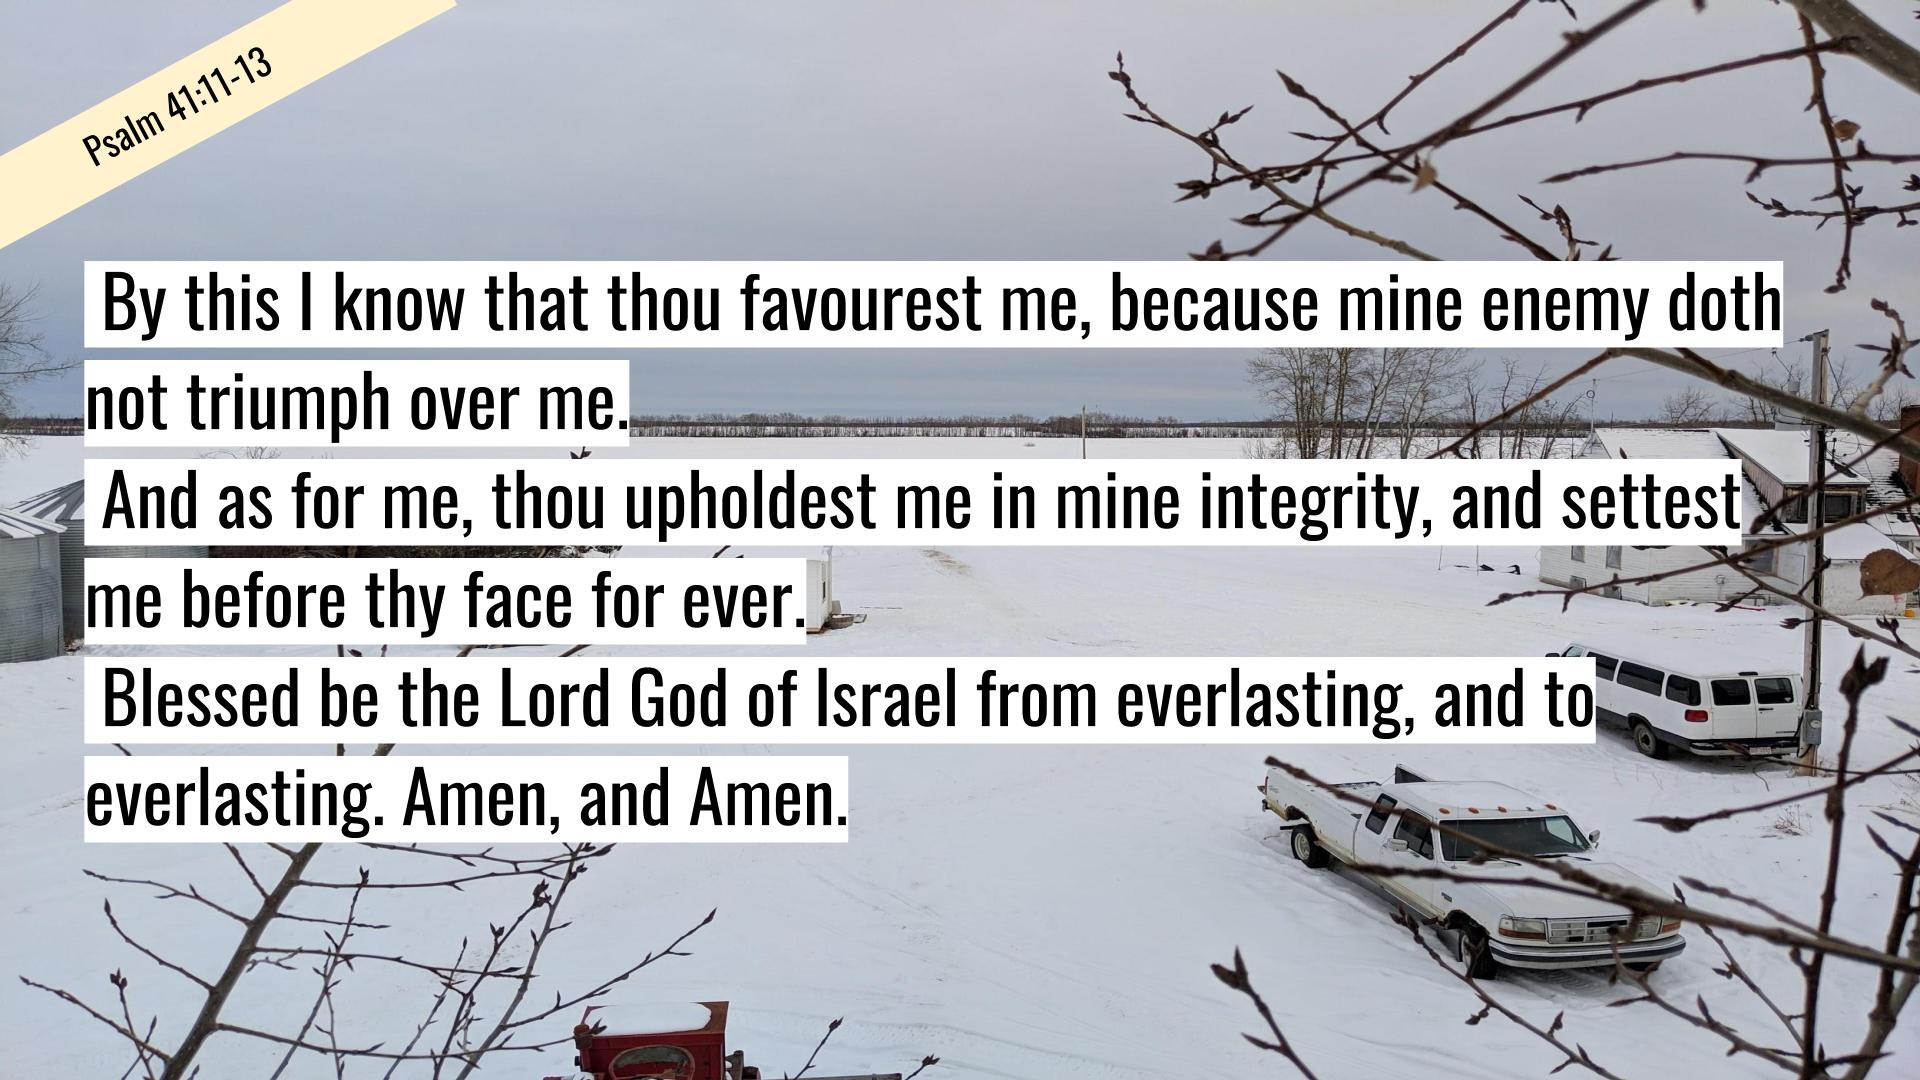 Psalm 41:11-13
By this I know that thou favourest me, because mine enemy doth
not triumph over me.
And as for me, thou upholdest me in mine integrity, and settest
me before thy face for ever.
Blessed be the Lord God of Israel from everlasting, and to
everlasting. Amen, and Amen.